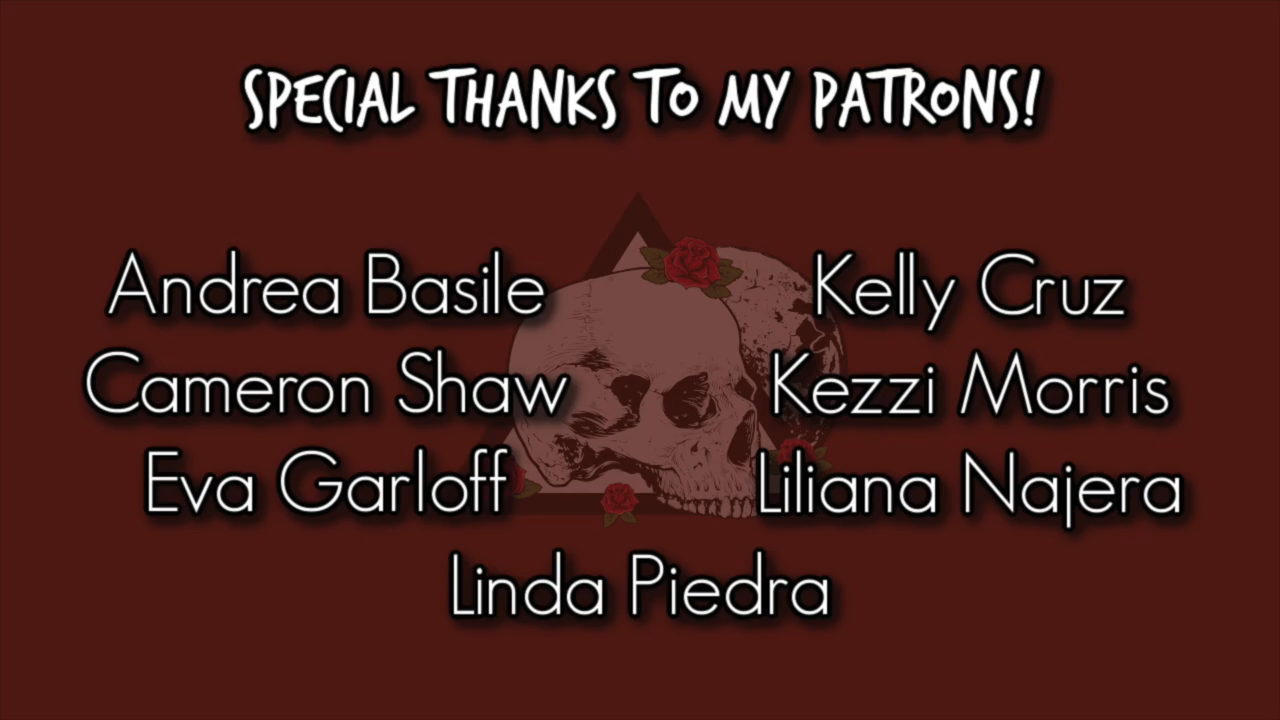 SPECIAL THANKS TO MY PATRONS!
Andrea Basile
Cameron Shaw
Eva Garloff
Kelly Cruz
Kezzi Morris
Liliana Najera
Linda Piedra